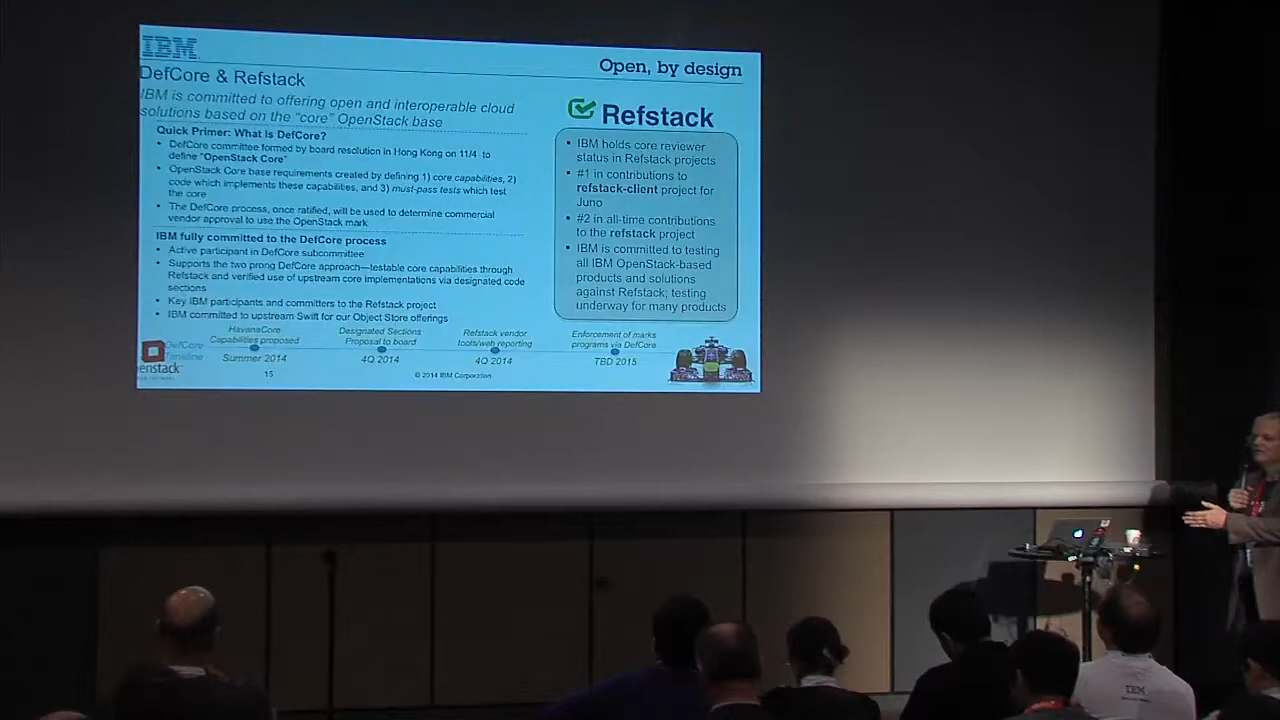 IBM
Open, by design
DefCore & Refstack
IBM is committed to offering open and interoperable cloud
solutions based on the "core" OpenStack base
Quick Primer: What is DefCore?
• DefCore committee formed by board resolution in Hong Kong on 11/4 to
define "OpenStack Core"
• OpenStack Core base requirements created by defining 1) core capabilities, 2)
code which implements these capabilities, and 3) must-pass tests which test
the core
• The DefCore process, once ratified, will be used to determine commercial
vendor approval to use the OpenStack mark
IBM fully committed to the DefCore process
• Active participant in DefCore subcommittee
• Supports the two prong DefCore approach—testable core capabilities through
Refstack and verified use of upstream core implementations via designated code
sections
• Key IBM participants and committers to the Refstack project
• IBM committed to upstream Swift for our Object Store offerings
Refstack
• IBM holds core reviewer
status in Refstack projects
• #1 in contributions to
refstack-client project for
Juno
• #2 in all-time contributions
to the refstack project
• IBM is committed to testing
all IBM OpenStack-based
products and solutions
against Refstack; testing
underway for many products
DefCore
Timeline
HavanaCore
Capabilities proposed
Summer 2014
Designated Sections
Proposal to board
4Q 2014
Refstack vendor
tools/web reporting
4Q 2014
Enforcement of marks
programs via DefCore
TBD 2015
enstack
15
© 2014 IBM Corporation
IBM